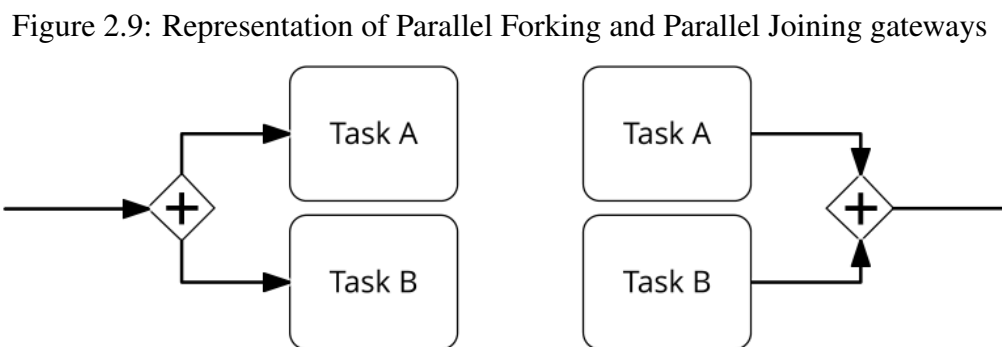 Figure 2.9: Representation of Parallel Forking and Parallel Joining gateways
Task A
Task A
Task B
Task B